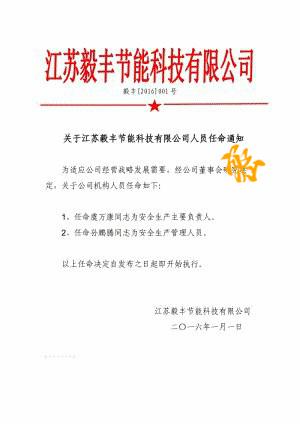 江苏毅丰节能科技有限公司
毅丰[2016]001 号
关于江苏毅丰节能科技有限公司人员任命通知
为适应公司经营战略发展需要，经公司董事会研究决
定，关于公司机构人员任命如下：
1、任命虞万康同志为安全生产主要负责人。
2、任命孙鹏腾同志为安全生产管理人员。
以上任命决定自发布之日起即开始执行。
江苏毅丰节能科技有限公司
二〇一六年一月一日